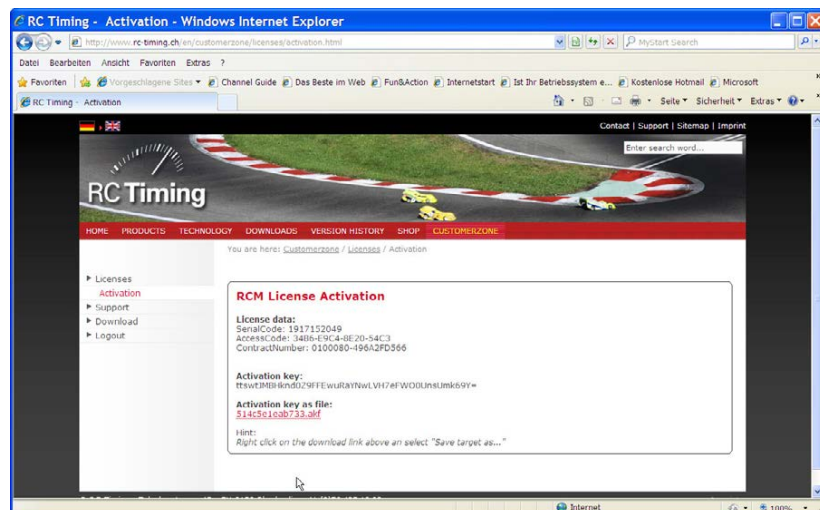 RC Timing - Activation - Windows Internet Explorer
http://www.rc-timing.ch/en/customerzone/licenses/activation.html
MyStart Search
Datei Bearbeiten Ansicht Favoriten Extras ?
Favoriten Vorgeschlagene Sites Channel Guide Das Beste im Web Fun&Action Internetstart Ist Ihr Betriebssystem e... Kostenlose Hotmail Microsoft
RC Timing - Activation
Seite Sicherheit Extras
Contact | Support | Sitemap | Imprint
Enter search word...
RC Timing
HOME PRODUCTS TECHNOLOGY DOWNLOADS VERSION HISTORY SHOP CUSTOMERZONE
You are here: Customerzone / Licenses / Activation
Licenses
Activation
Support
Download
Logout
RCM License Activation
License data:
SerialCode: 1917152049
AccessCode: 3486-E9C4-8E20-54C3
ContractNumber: 0100080-496A2FD566
Activation key:
Activation key as file:
514c5e1eab733.akf
Hint:
Right click on the download link above an select "Save target as..."
Internet
100%